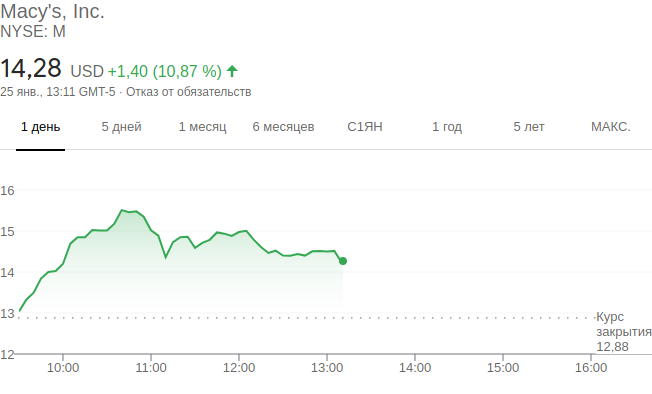 Macy's, Inc.
NYSE: M
14,28 USD +1,40 (10,87 %)
25 янв., 13:11 GMT-5 · Отказ от обязательств
1 день 5 дней 1 месяц 6 месяцев С1ЯН 1 год 5 лет МАКС.
16
15
14
13
Курс
закрытия
12,88
12
10:00 11:00 12:00 13:00 14:00 15:00 16:00